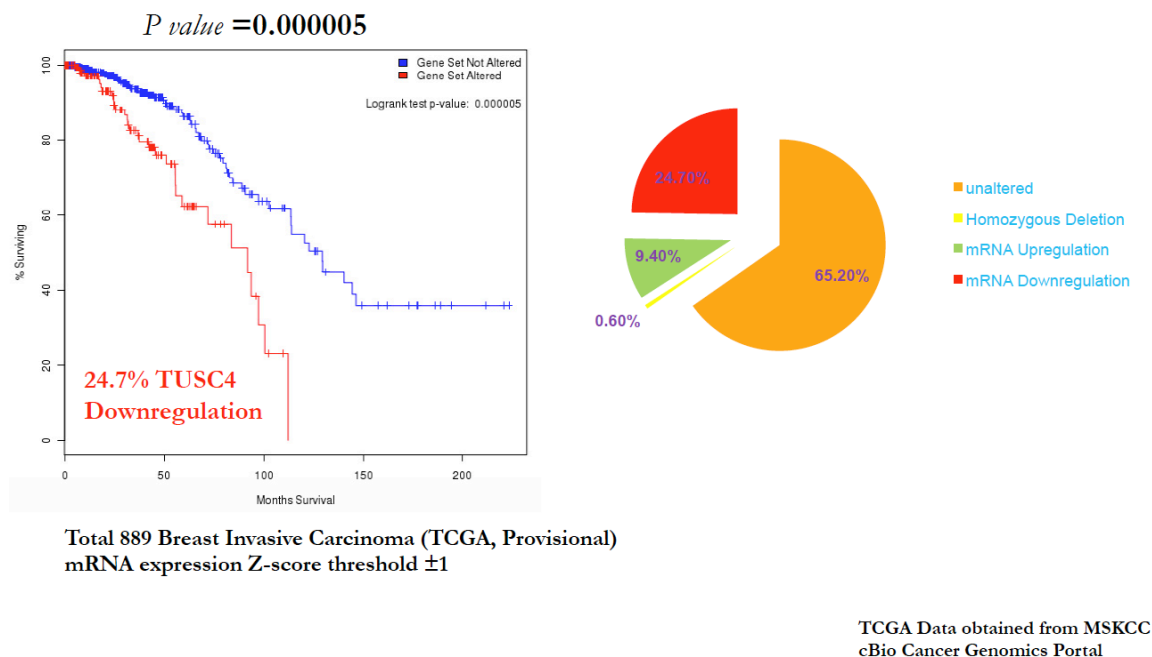 P value =0.000005
Gene Set Not Altered
Gene Set Altered
Logrank test p-value: 0.000005
100
80
60
40
20
0
% Surviving
0 50 100 150 200
Months Survival
24.7% TUSC4
Downregulation
24.70%
9.40%
0.60%
65.20%
unaltered
Homozygous Deletion
mRNA Upregulation
mRNA Downregulation
Total 889 Breast Invasive Carcinoma (TCGA, Provisional)
mRNA expression Z-score threshold ±1
TCGA Data obtained from MSKCC
cBio Cancer Genomics Portal